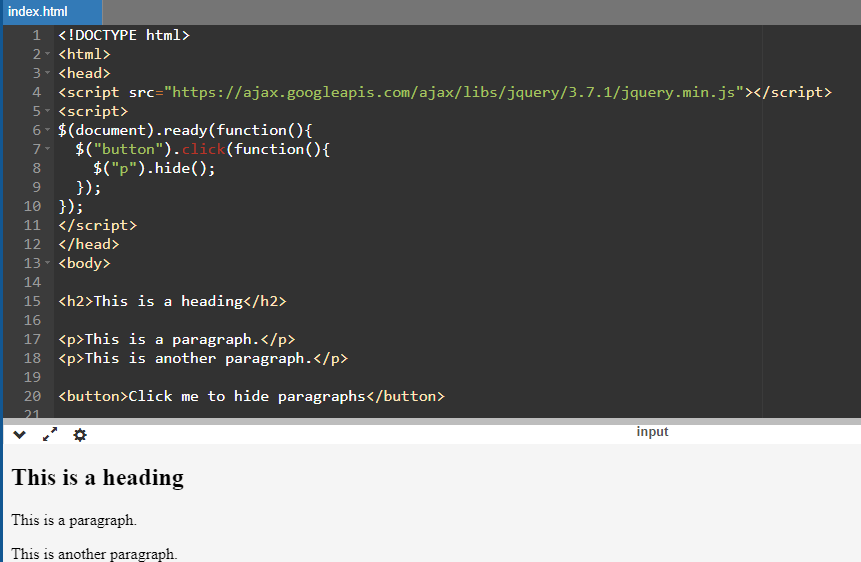 index.html
1 <!DOCTYPE html>
2 <html>
3 <head>
4 <script src="https://ajax.googleapis.com/ajax/libs/jquery/3.7.1/jquery.min.js"></script>
5 <script>
6 $(document).ready(function(){
7   $("button").click(function(){
8     $("p").hide();
9   });
10 });
11 </script>
12 </head>
13 <body>
14
15 <h2>This is a heading</h2>
16
17 <p>This is a paragraph.</p>
18 <p>This is another paragraph.</p>
19
20 <button>Click me to hide paragraphs</button>
21
input
This is a heading
This is a paragraph.
This is another paragraph.